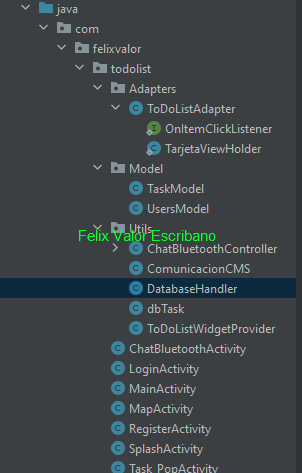 java
com
felixvalor
todolist
Adapters
ToDoListAdapter
OnItemClickListener
TarjetaViewHolder
Model
TaskModel
UsersModel
Utils
Felix Valor Escribano
ChatBluetoothController
ComunicacionCMS
DatabaseHandler
dbTask
ToDoListWidgetProvider
ChatBluetoothActivity
LoginActivity
MainActivity
MapActivity
RegisterActivity
SplashActivity
Task_PopActivity